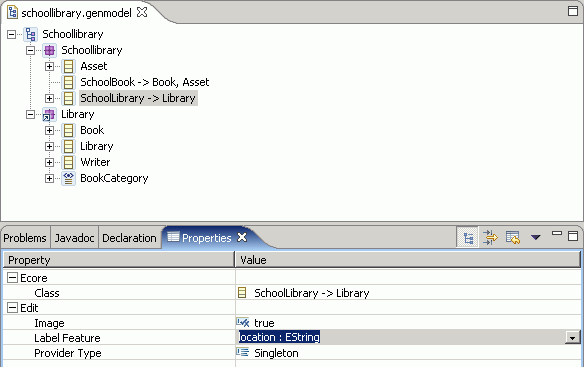 schoollibrary.genmodel
Schoollibrary
Schoollibrary
Asset
SchoolBook -> Book, Asset
SchoolLibrary -> Library
Library
Book
Library
Writer
BookCategory
Problems Javadoc Declaration Properties
Property Value
Ecore
Class SchoolLibrary -> Library
Edit
Image true
Label Feature location : EString
Provider Type Singleton